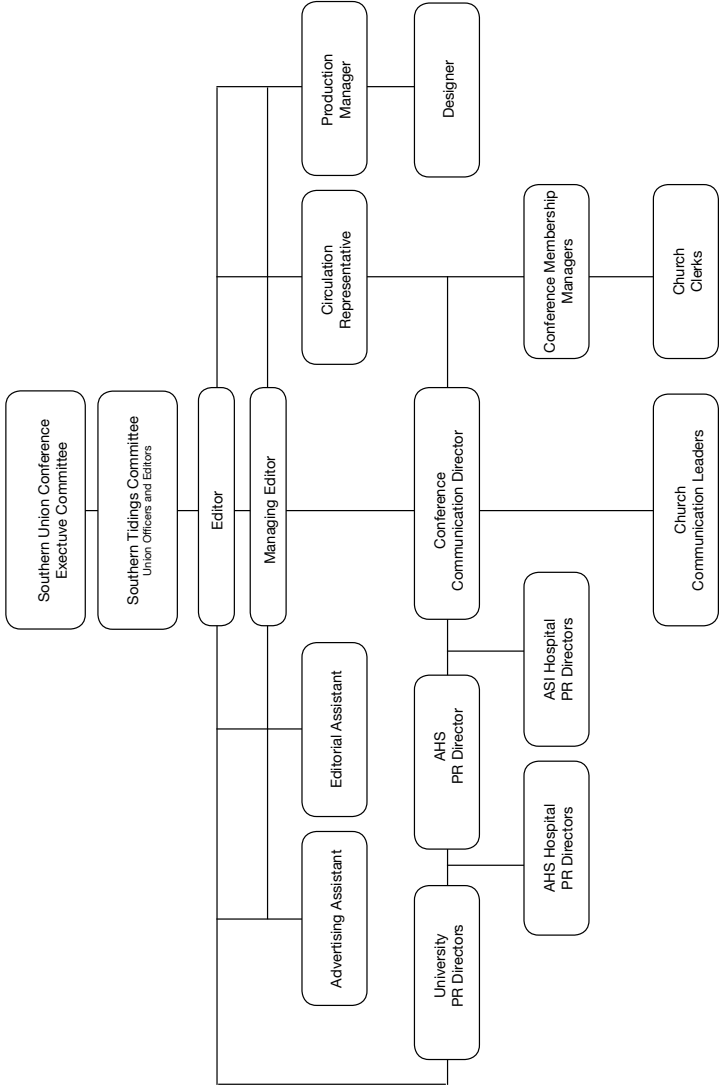 Southern Union Conference
Exectuve Committee
Southern Tidings Committee
Union Officers and Editors
Editor
Managing Editor
Advertising Assistant
Editorial Assistant
Circulation
Representative
Production
Manager
University
PR Directors
AHS
PR Director
Conference
Communication Director
Designer
AHS Hospital
PR Directors
ASI Hospital
PR Directors
Conference Membership
Managers
Church
Communication Leaders
Church
Clerks